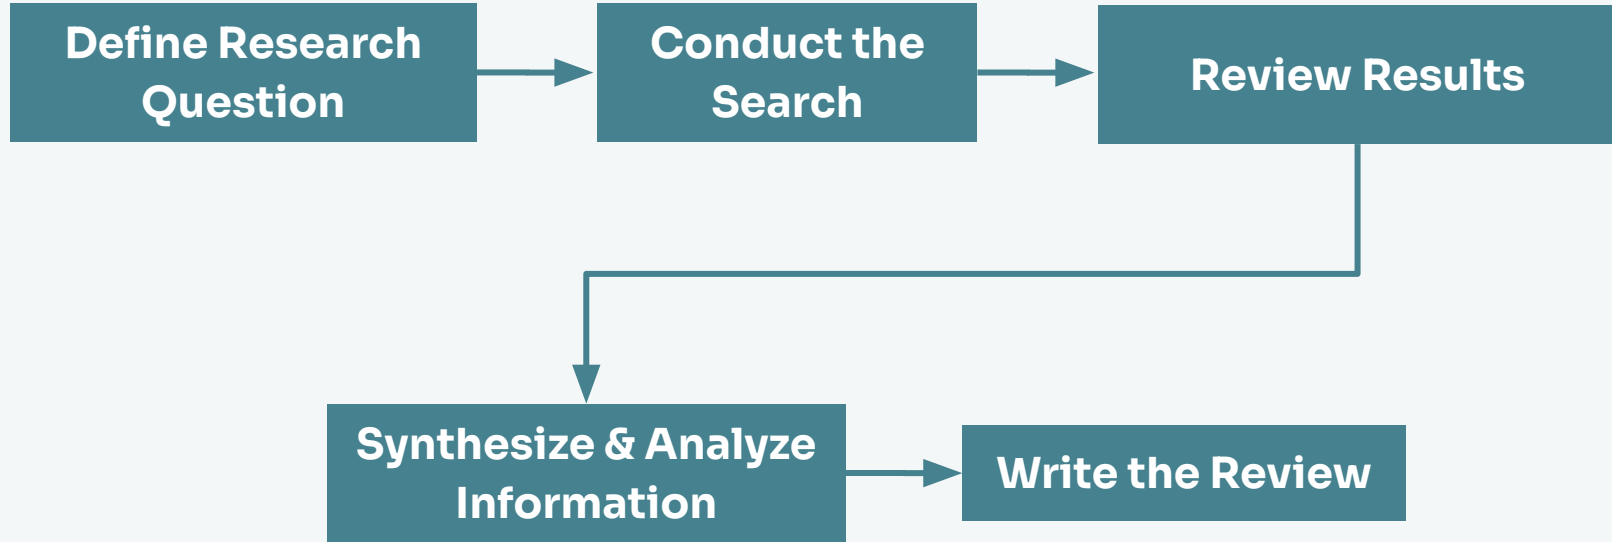 Define Research
Question
Conduct the
Search
Review Results
Synthesize & Analyze
Information
Write the Review